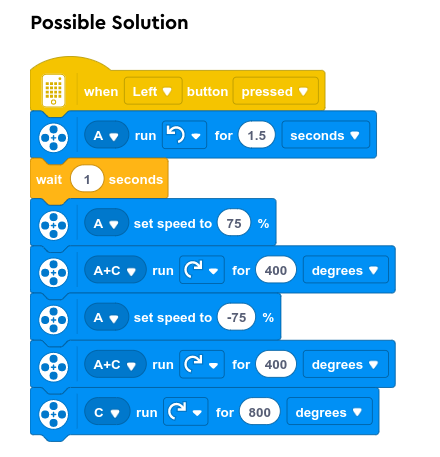 Possible Solution
when Left button pressed
A run for 1.5 seconds
wait 1 seconds
A set speed to 75 %
A+C run for 400 degrees
A set speed to -75 %
A+C run for 400 degrees
C run for 800 degrees